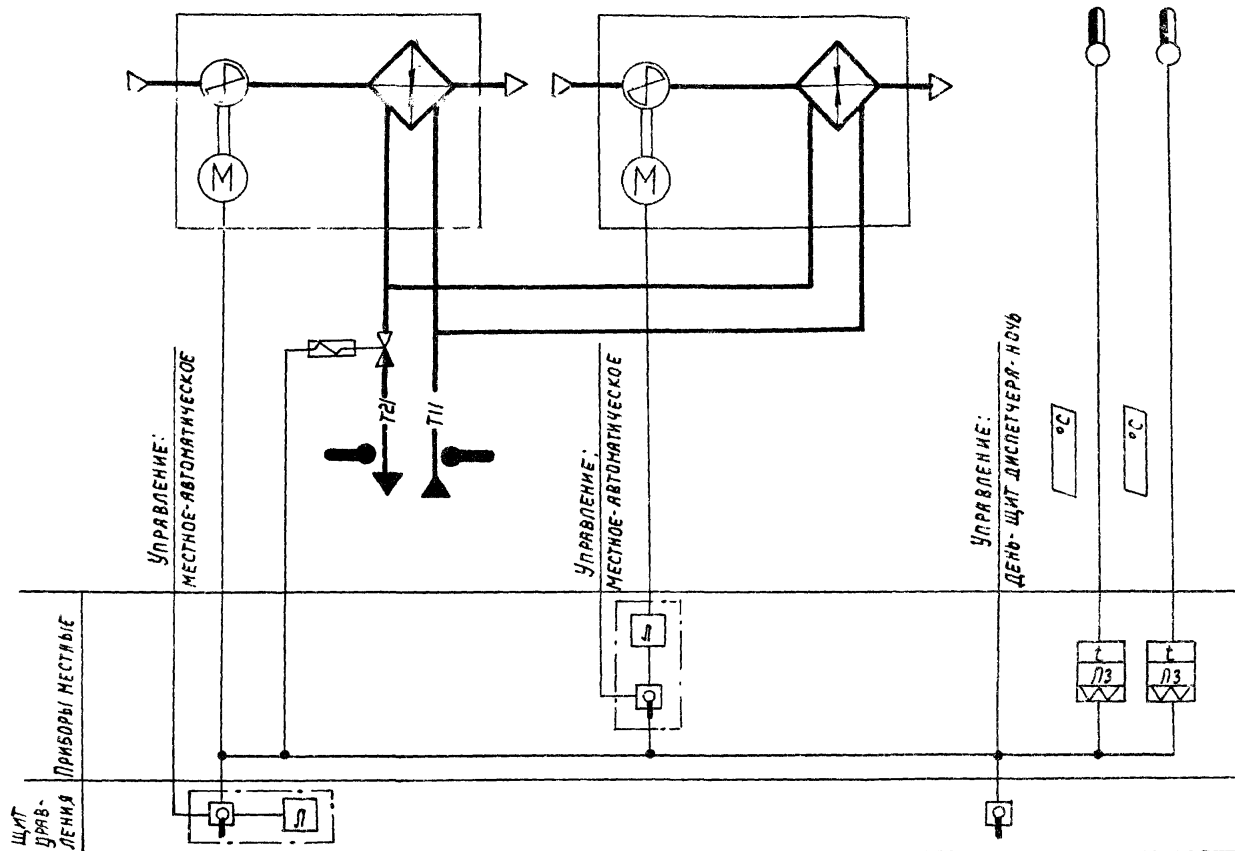 М
М
Т21
Т11
УПРАВЛЕНИЕ:
МЕСТНОЕ-АВТОМАТИЧЕСКОЕ
УПРАВЛЕНИЕ:
МЕСТНОЕ-АВТОМАТИЧЕСКОЕ
УПРАВЛЕНИЕ:
ДЕНЬ-ЩИТ ДИСПЕТЧЕРА-НОЧЬ
°С
°С
ПРИБОРЫ МЕСТНЫЕ
Л
t
ПЗ
t
ПЗ
ЩИТ
УПРАВ-
ЛЕНИЯ
Л